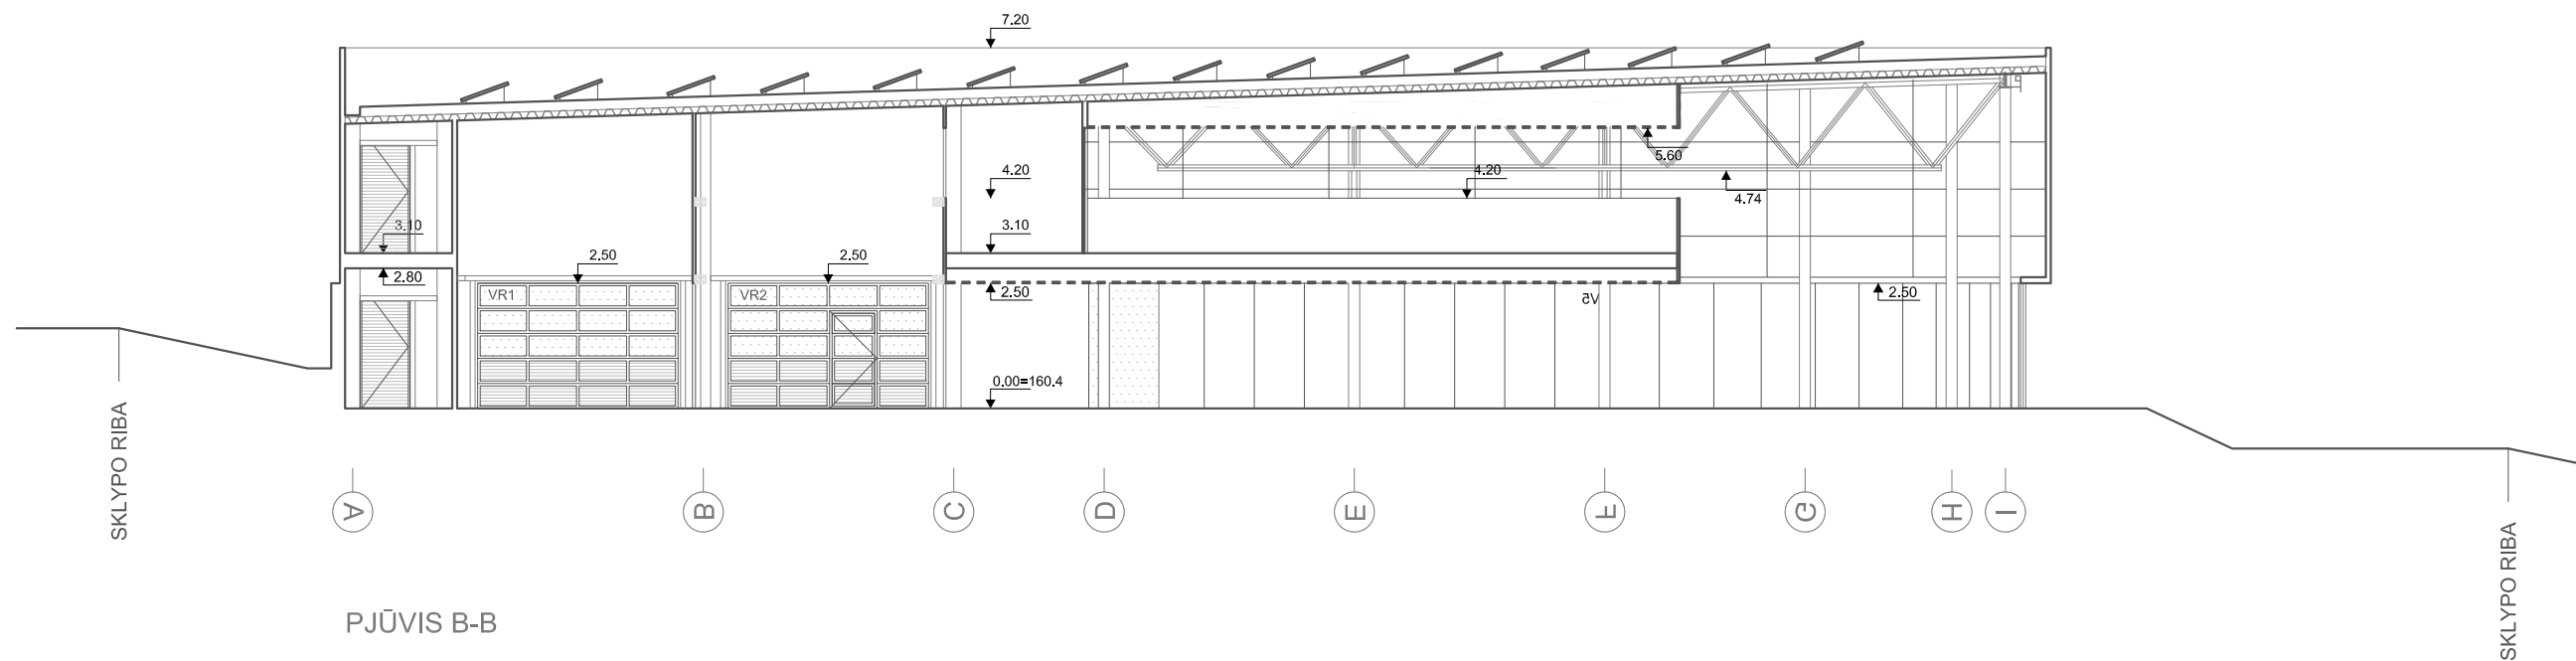 7.20
5.60
4.20
4.20
4.74
3.10
3.10
2.80
2.50
2.50
2.50
2.50
VR1
VR2
V5
0.00=160.4
SKLYPO RIBA
A
B
C
D
E
F
G
H
I
SKLYPO RIBA
PJŪVIS B-B